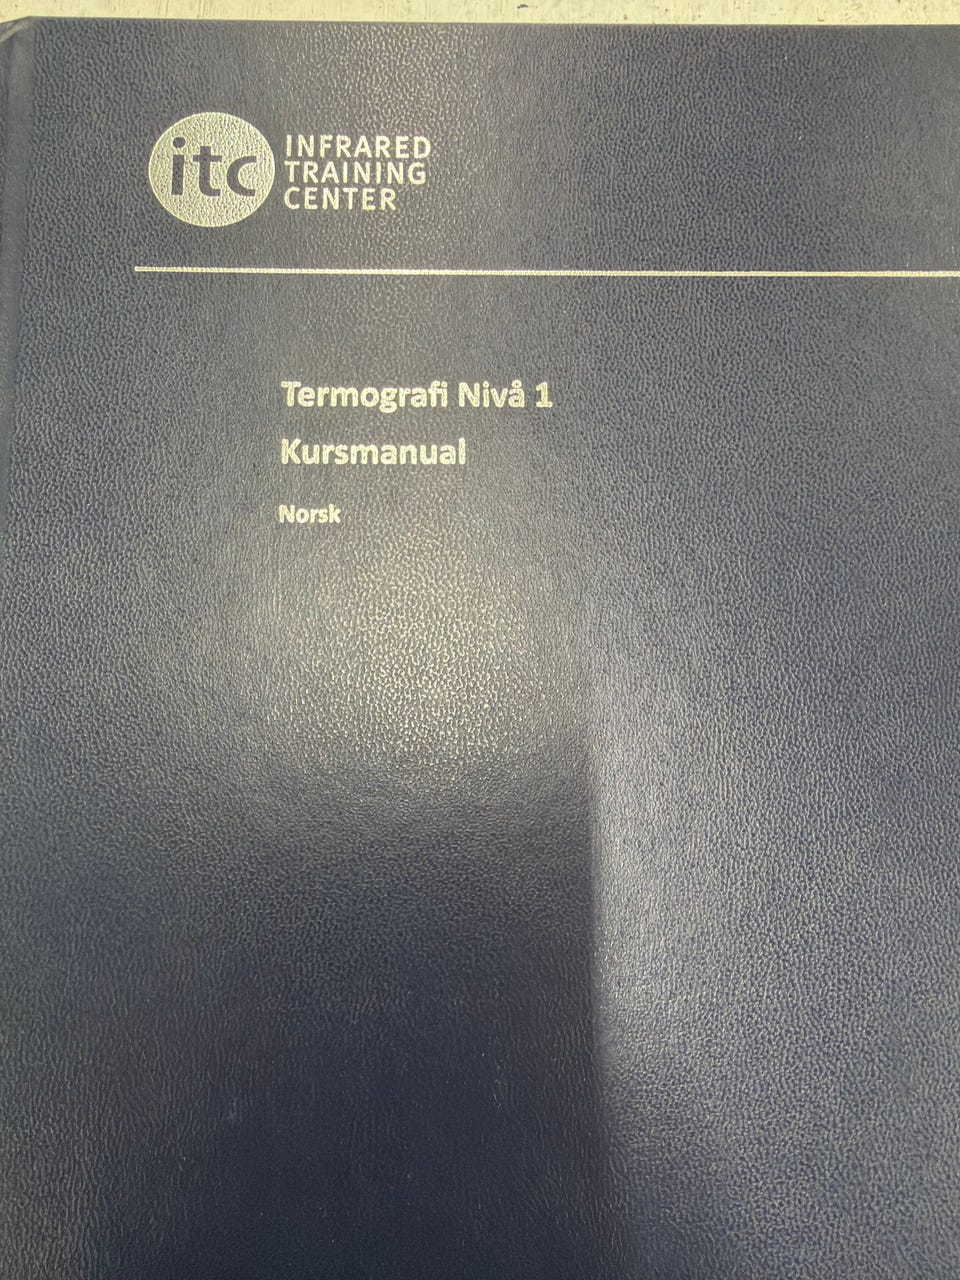 itc
INFRARED
TRAINING
CENTER
Termografi Nivå 1
Kursmanual
Norsk